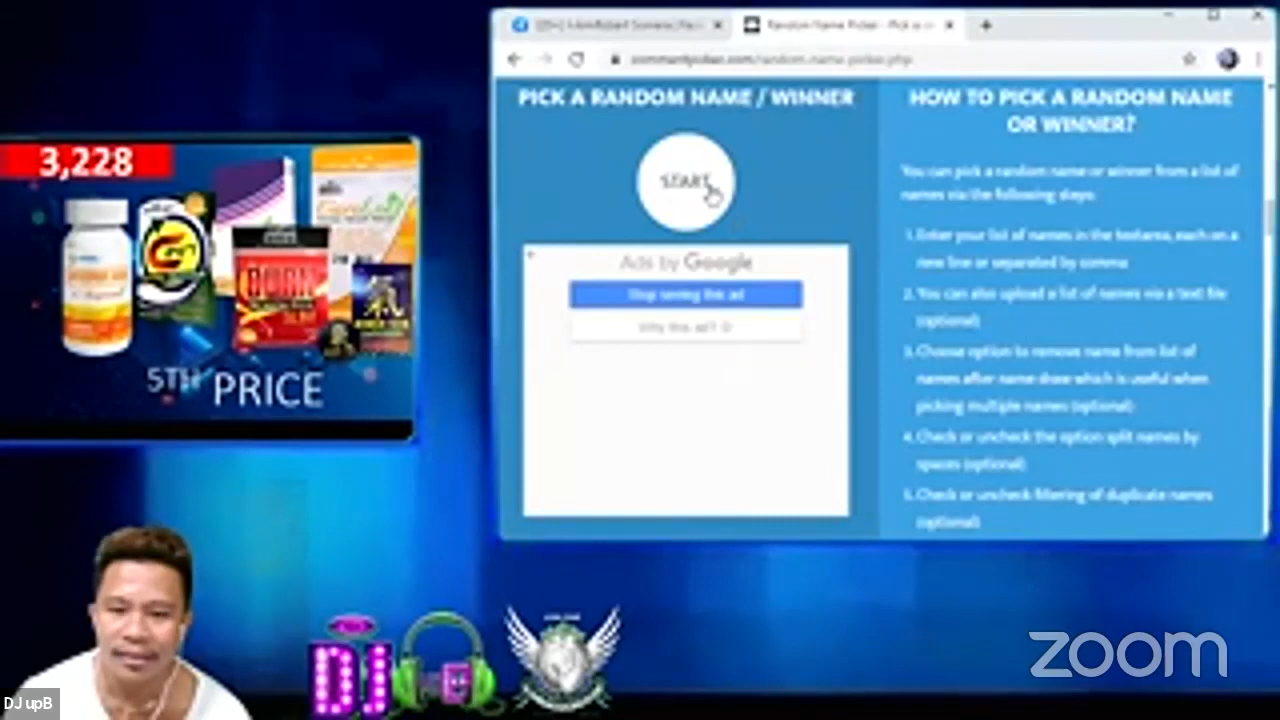 PICK A RANDOM NAME / WINNER
START
Ads by Google
Stop seeing this ad
Why this ad?
HOW TO PICK A RANDOM NAME
OR WINNER?
You can pick a random name or winner from a list of
names via the following steps:
1. Enter your list of names in the textarea, each on a
new line or separated by comma
2. You can also upload a list of names via a text file
(optional)
3. Choose option to remove name from list of
names after name draw which is useful when
picking multiple names (optional)
4. Check or uncheck the option split names by
spaces (optional)
5. Check or uncheck filtering of duplicate names
(optional)
3,228
BURN
5TH PRICE
DJ
zoom
DJ upB